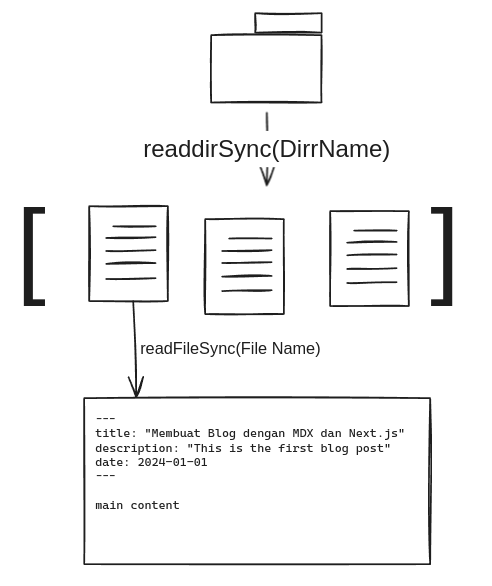 readdirSync(DirrName)
[ ]
readFileSync(File Name)
---
title: "Membuat Blog dengan MDX dan Next.js"
description: "This is the first blog post"
date: 2024-01-01
---
main content